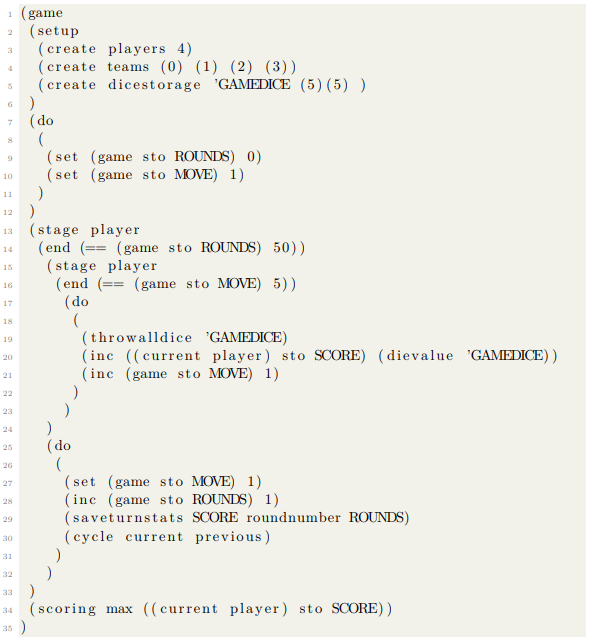 1 (game
2 (setup
3 (create players 4)
4 (create teams (0) (1) (2) (3))
5 (create dicestorage 'GAMEDICE (5)(5) )
6 )
7 (do
8 (
9 (set (game sto ROUNDS) 0)
10 (set (game sto MOVE) 1)
11 )
12 )
13 (stage player
14 (end (== (game sto ROUNDS) 50))
15 (stage player
16 (end (== (game sto MOVE) 5))
17 (do
18 (
19 (throwalldice 'GAMEDICE)
20 (inc ((current player) sto SCORE) (dievalue 'GAMEDICE))
21 (inc (game sto MOVE) 1)
22 )
23 )
24 )
25 (do
26 (
27 (set (game sto MOVE) 1)
28 (inc (game sto ROUNDS) 1)
29 (saveturnstats SCORE roundnumber ROUNDS)
30 (cycle current previous)
31 )
32 )
33 )
34 (scoring max ((current player) sto SCORE))
35 )